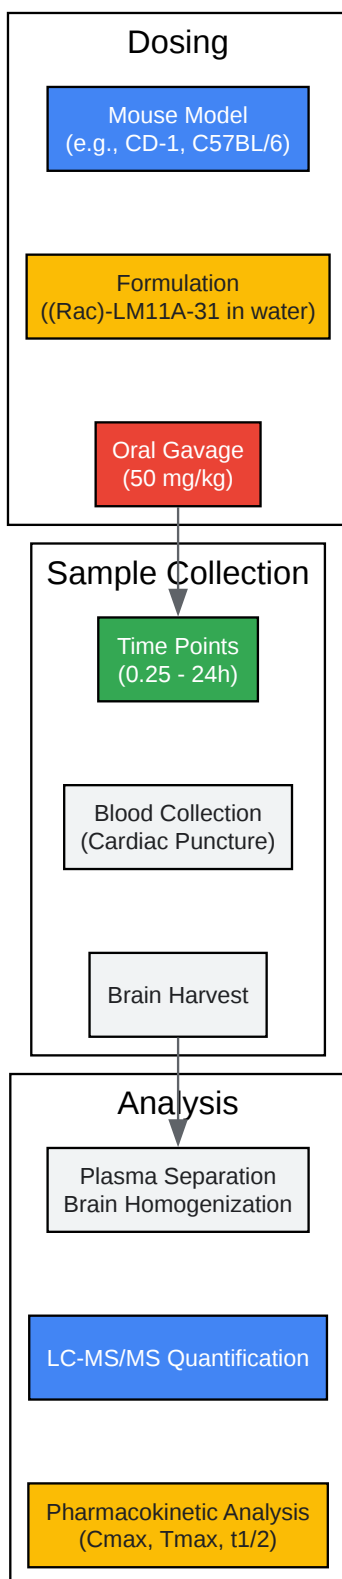 Dosing
Mouse Model
(e.g., CD-1, C57BL/6)
Formulation
((Rac)-LM11A-31 in water)
Oral Gavage
(50 mg/kg)
Sample Collection
Time Points
(0.25 - 24h)
Blood Collection
(Cardiac Puncture)
Brain Harvest
Analysis
Plasma Separation
Brain Homogenization
LC-MS/MS Quantification
Pharmacokinetic Analysis
(Cmax, Tmax, t1/2)